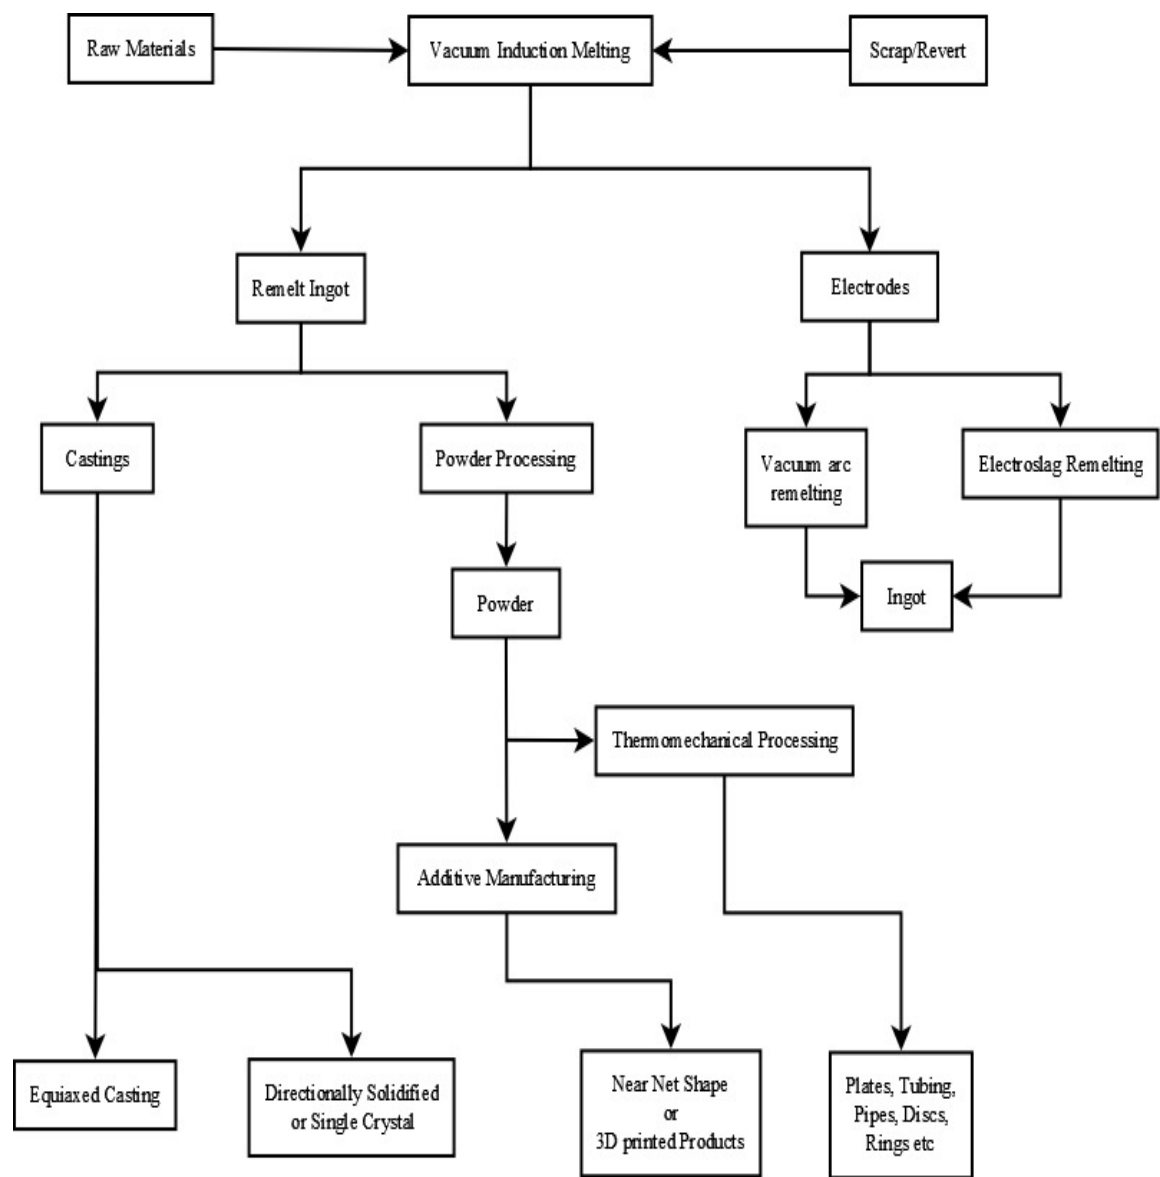 Raw Materials
Vacuum Induction Melting
Scrap/Revert
Remelt Ingot
Electrodes
Castings
Powder Processing
Vacuum arc
remelting
Electroslag Remelting
Powder
Ingot
Thermomechanical Processing
Additive Manufacturing
Equiaxed Casting
Directionally Solidified
or Single Crystal
Near Net Shape
or
3D printed Products
Plates, Tubing,
Pipes, Discs,
Rings etc